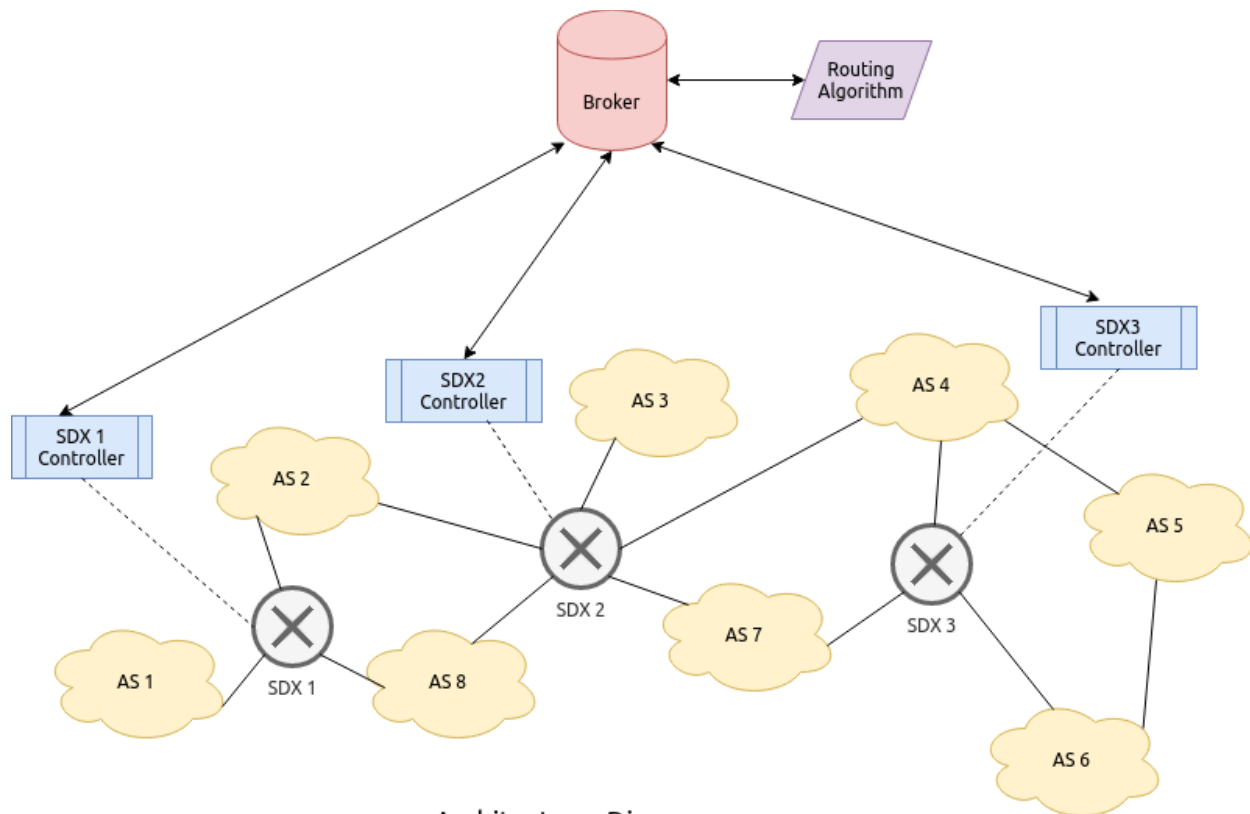 Broker
Routing
Algorithm
SDX3
Controller
SDX2
Controller
AS 3
AS 4
SDX 1
Controller
AS 2
AS 5
SDX 2
AS 7
SDX 3
AS 1
SDX 1
AS 8
AS 6